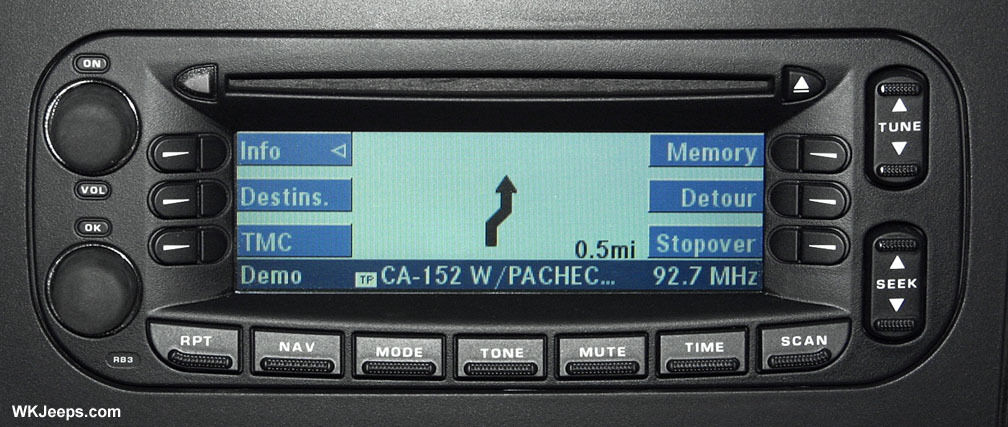 ON
VOL
OK
RB3
Info
Destins.
TMC
Demo
0.5mi
TP CA-152 W/PACHEC...
92.7 MHz
Memory
Detour
Stopover
TUNE
SEEK
RPT
NAV
MODE
TONE
MUTE
TIME
SCAN
WKJeeps.com